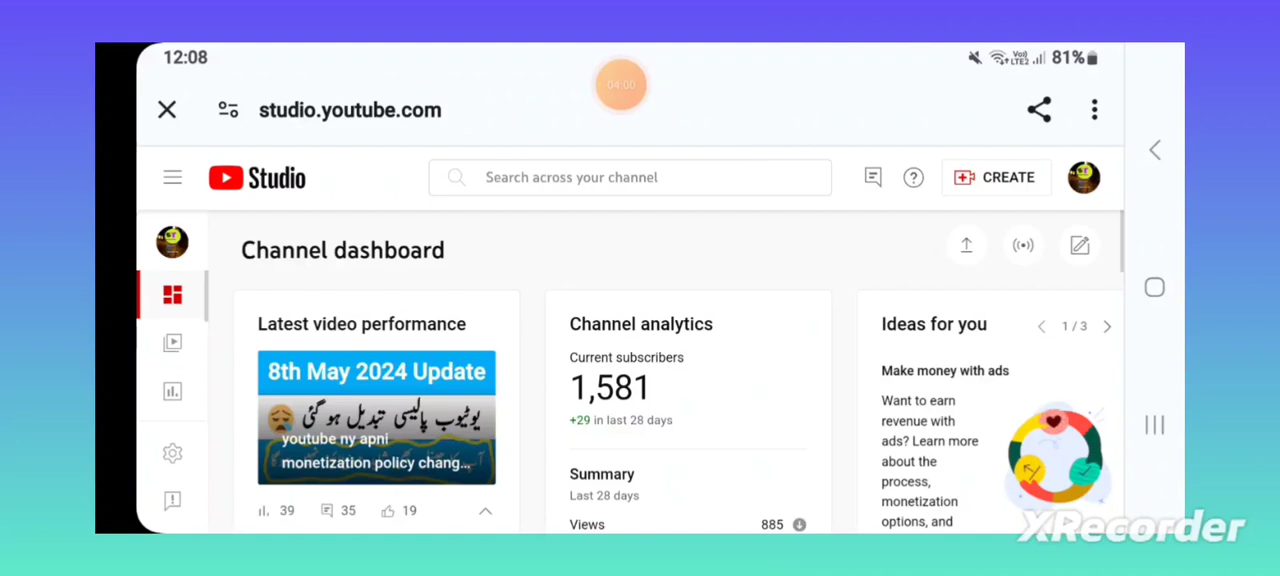 12:08
04:00
Vo)) LTE2
81%
studio.youtube.com
Studio
Search across your channel
CREATE
Channel dashboard
Latest video performance
8th May 2024 Update
یوٹیوب پالیسی تبدیل ہو گئی
youtube ny apni
monetization policy chang...
39
35
19
Channel analytics
Current subscribers
1,581
+29 in last 28 days
Summary
Last 28 days
Views 885
Ideas for you
1 / 3
Make money with ads
Want to earn
revenue with
ads? Learn more
about the
process,
monetization
options, and
XRecorder